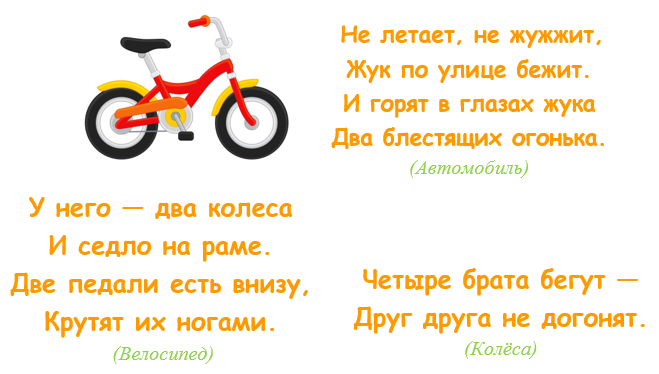 Не летает, не жужжит,
Жук по улице бежит.
И горят в глазах жука
Два блестящих огонька.
(Автомобиль)
У него — два колеса
И седло на раме.
Две педали есть внизу,
Крутят их ногами.
(Велосипед)
Четыре брата бегут —
Друг друга не догонят.
(Колёса)